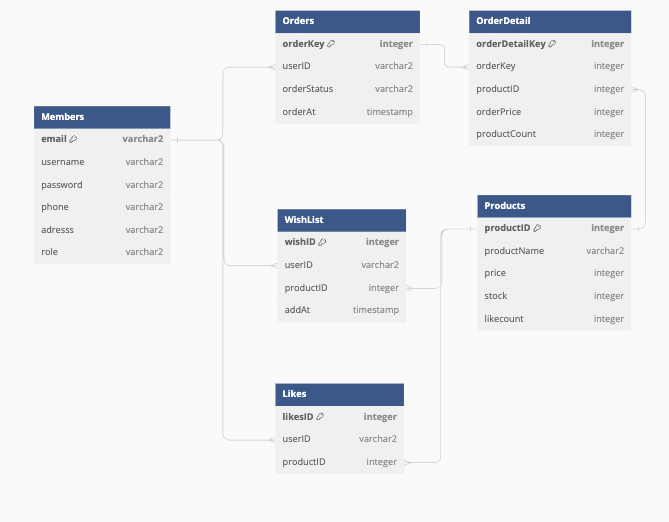 Orders
orderKey integer
userID varchar2
orderStatus varchar2
orderAt timestamp
OrderDetail
orderDetailKey integer
orderKey integer
productID integer
orderPrice integer
productCount integer
Members
email varchar2
username varchar2
password varchar2
phone varchar2
adresss varchar2
role varchar2
WishList
wishID integer
userID varchar2
productID integer
addAt timestamp
Products
productID integer
productName varchar2
price integer
stock integer
likecount integer
Likes
likesID integer
userID varchar2
productID integer